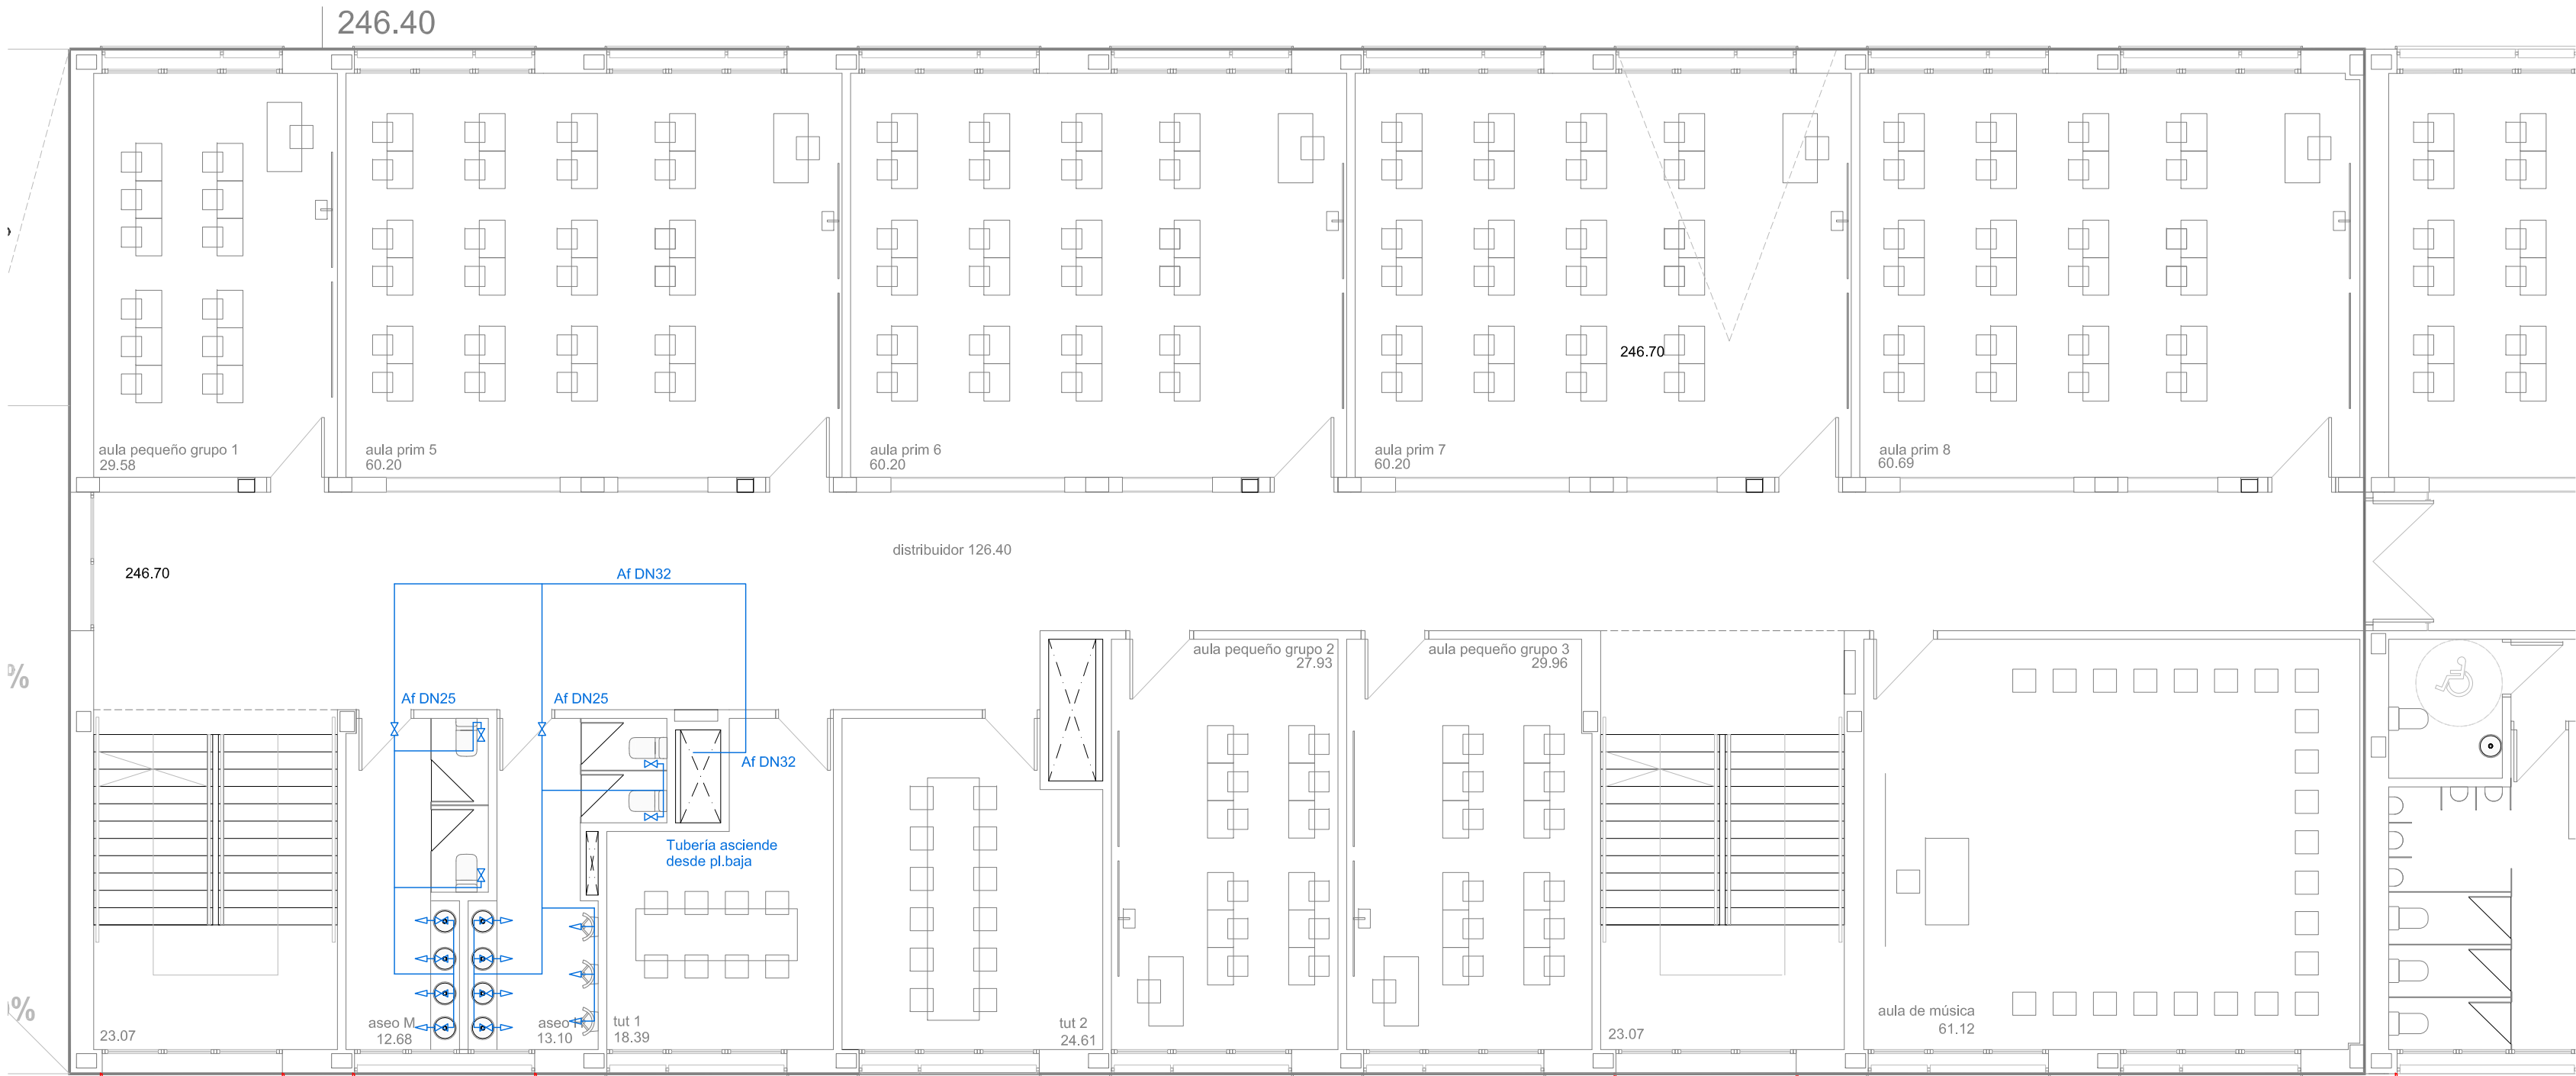 246.40
aula pequeño grupo 1
29.58
aula prim 5
60.20
aula prim 6
60.20
aula prim 7
60.20
246.70
aula prim 8
60.69
distribuidor 126.40
246.70
Af DN32
aula pequeño grupo 2
27.93
aula pequeño grupo 3
29.96
%
Af DN25
Af DN25
Af DN32
Tubería asciende
desde pl.baja
%
23.07
aseo M
12.68
aseo H
13.10
tut 1
18.39
tut 2
24.61
23.07
aula de música
61.12